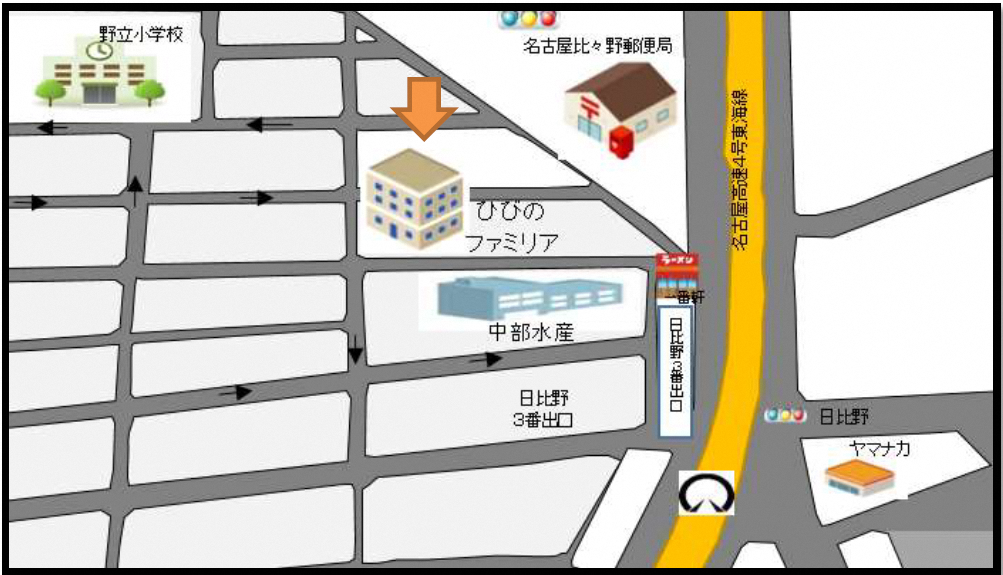 野立小学校
名古屋比々野郵便局
名古屋高速4号東海線
ひびの
ファミリア
ラーメン
一番軒
中部水産
日比野3番出口
日比野
3番出口
日比野
ヤマナカ